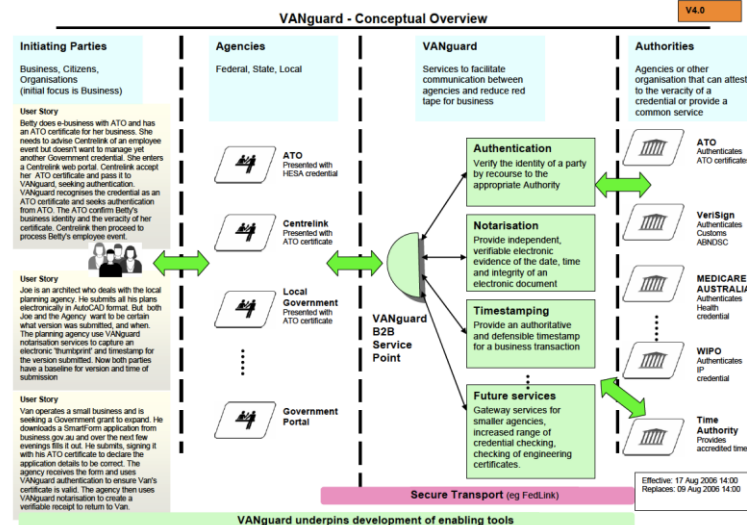 VANguard - Conceptual Overview
V4.0
Initiating Parties
Business, Citizens,
Organisations
(initial focus is Business)
User Story
Betty does e-business with ATO and has
an ATO certificate for her business. She
needs to advise Centrelink of an employee
event but doesn't want to manage yet
another Government credential. She enters
a Centrelink web portal. Centrelink accept
her ATO certificate and pass it to
VANguard, seeking authentication.
VANguard recognises the credential as an
ATO certificate and seeks authentication
from ATO. The ATO confirm Betty's
business identity and the veracity of her
certificate. Centrelink then proceed to
process Betty's employee event.
User Story
Joe is an architect who deals with the local
planning agency. He submits all his plans
electronically in AutoCAD format. But both
Joe and the Agency want to be certain
what version was submitted, and when.
The planning agency use VANguard
notarisation services to capture an
electronic 'thumbprint' and timestamp for
the version submitted. Now both parties
have a baseline for version and time of
submission
User Story
Van operates a small business and is
seeking a Government grant to expand. He
downloads a SmartForm application from
business.gov.au and over the next few
evenings fills it out. He submits, signing it
with his ATO certificate to declare the
application details to be correct. The
agency receives the form and uses
VANguard authentication to ensure Van's
certificate is valid. The agency then uses
VANguard notarisation to create a
verifiable receipt to return to Van.
Agencies
Federal, State, Local
ATO
Presented with
HESA credential
Centrelink
Presented with
ATO certificate
Local
Government
Presented with
ATO certificate
Government
Portal
VANguard
Services to facilitate
communication between
agencies and reduce red
tape for business
VANguard
B2B
Service
Point
Authentication
Verify the identity of a party
by recourse to the
appropriate Authority
Notarisation
Provide independent,
verifiable electronic
evidence of the date, time
and integrity of an
electronic document
Timestamping
Provide an authoritative
and defensible timestamp
for a business transaction
Future services
Gateway services for
smaller agencies,
increased range of
credential checking,
checking of engineering
certificates.
Authorities
Agencies or other
organisation that can attest
to the veracity of a
credential or provide a
common service
ATO
Authenticates
ATO certificate
VeriSign
Authenticates
Customs
ABNDSC
MEDICARE
AUSTRALIA
Authenticates
Health
credential
WIPO
Authenticates
IP
credential
Time
Authority
Provides
accredited time
Effective: 17 Aug 2006 14:00
Replaces: 09 Aug 2006 14:00
Secure Transport (eg FedLink)
VANguard underpins development of enabling tools